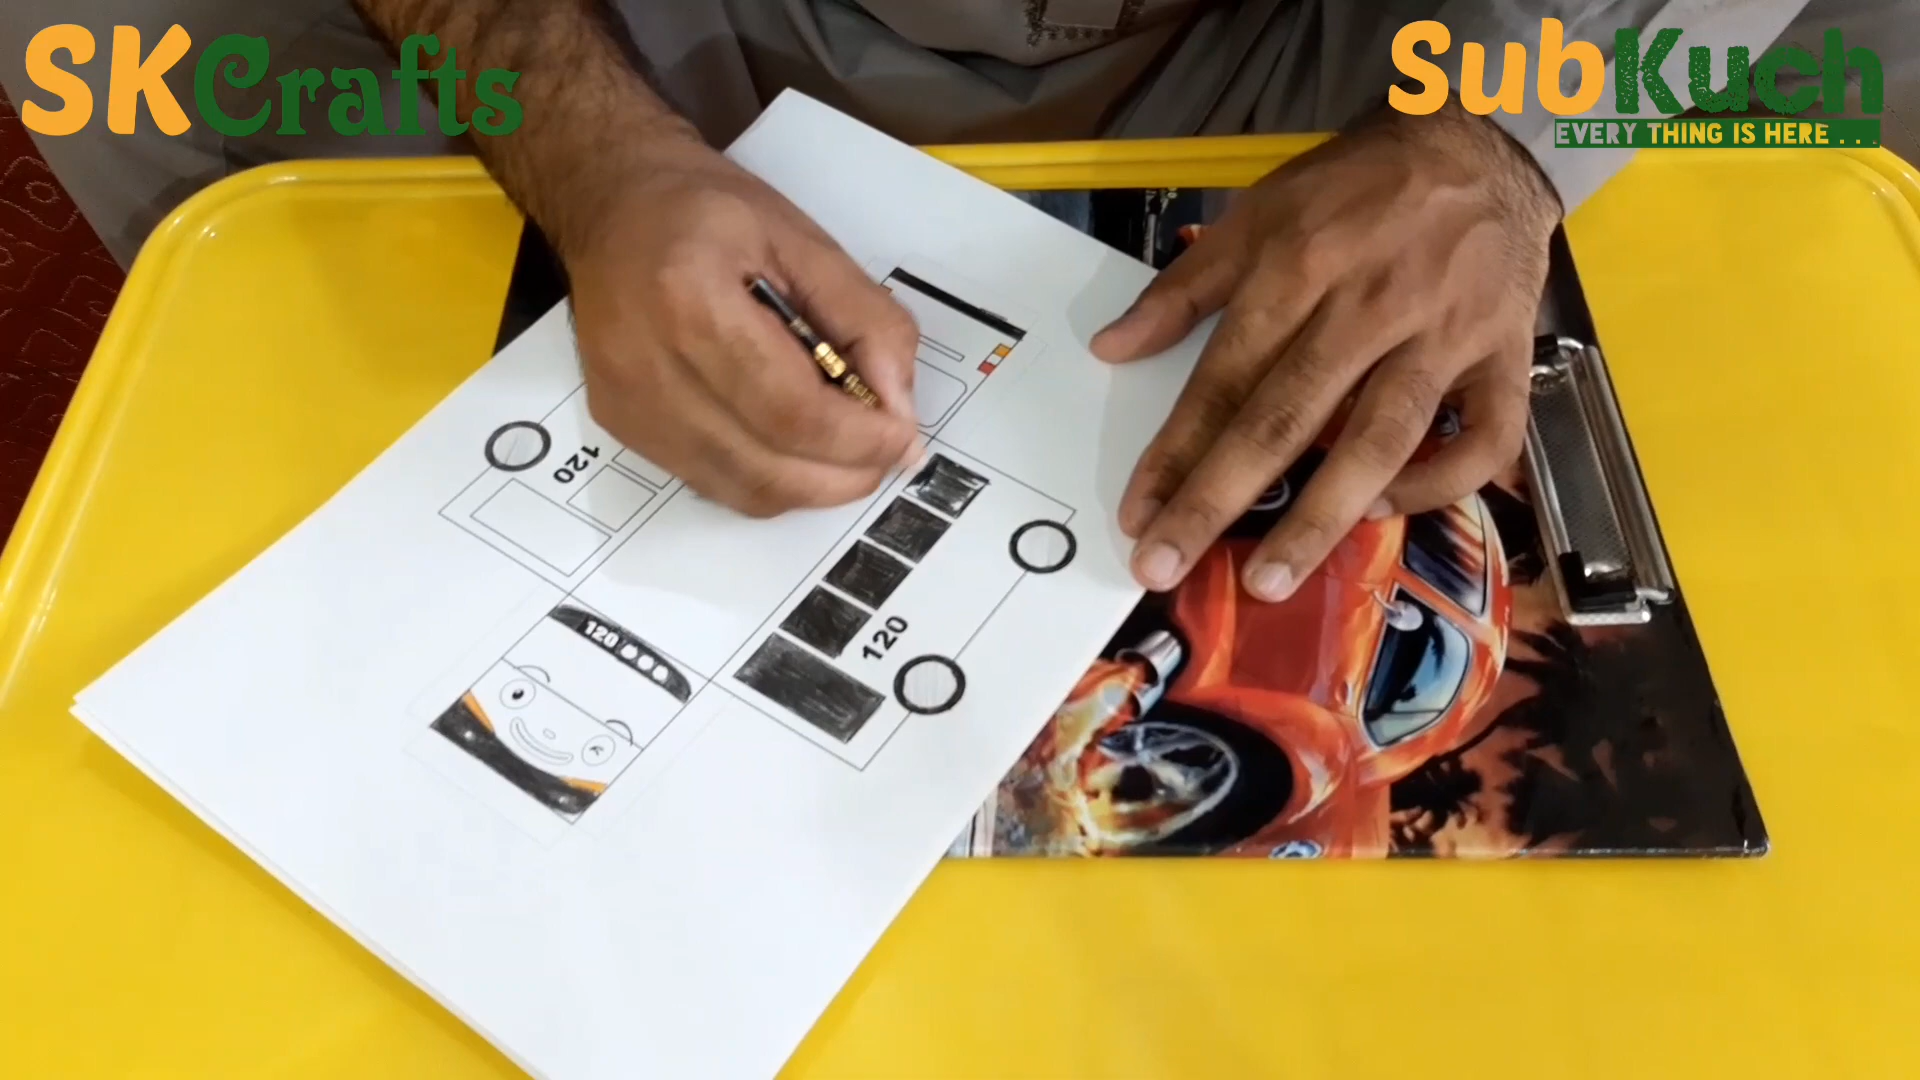 SKCrafts
SubKuch
EVERY THING IS HERE . . .
120
120
120